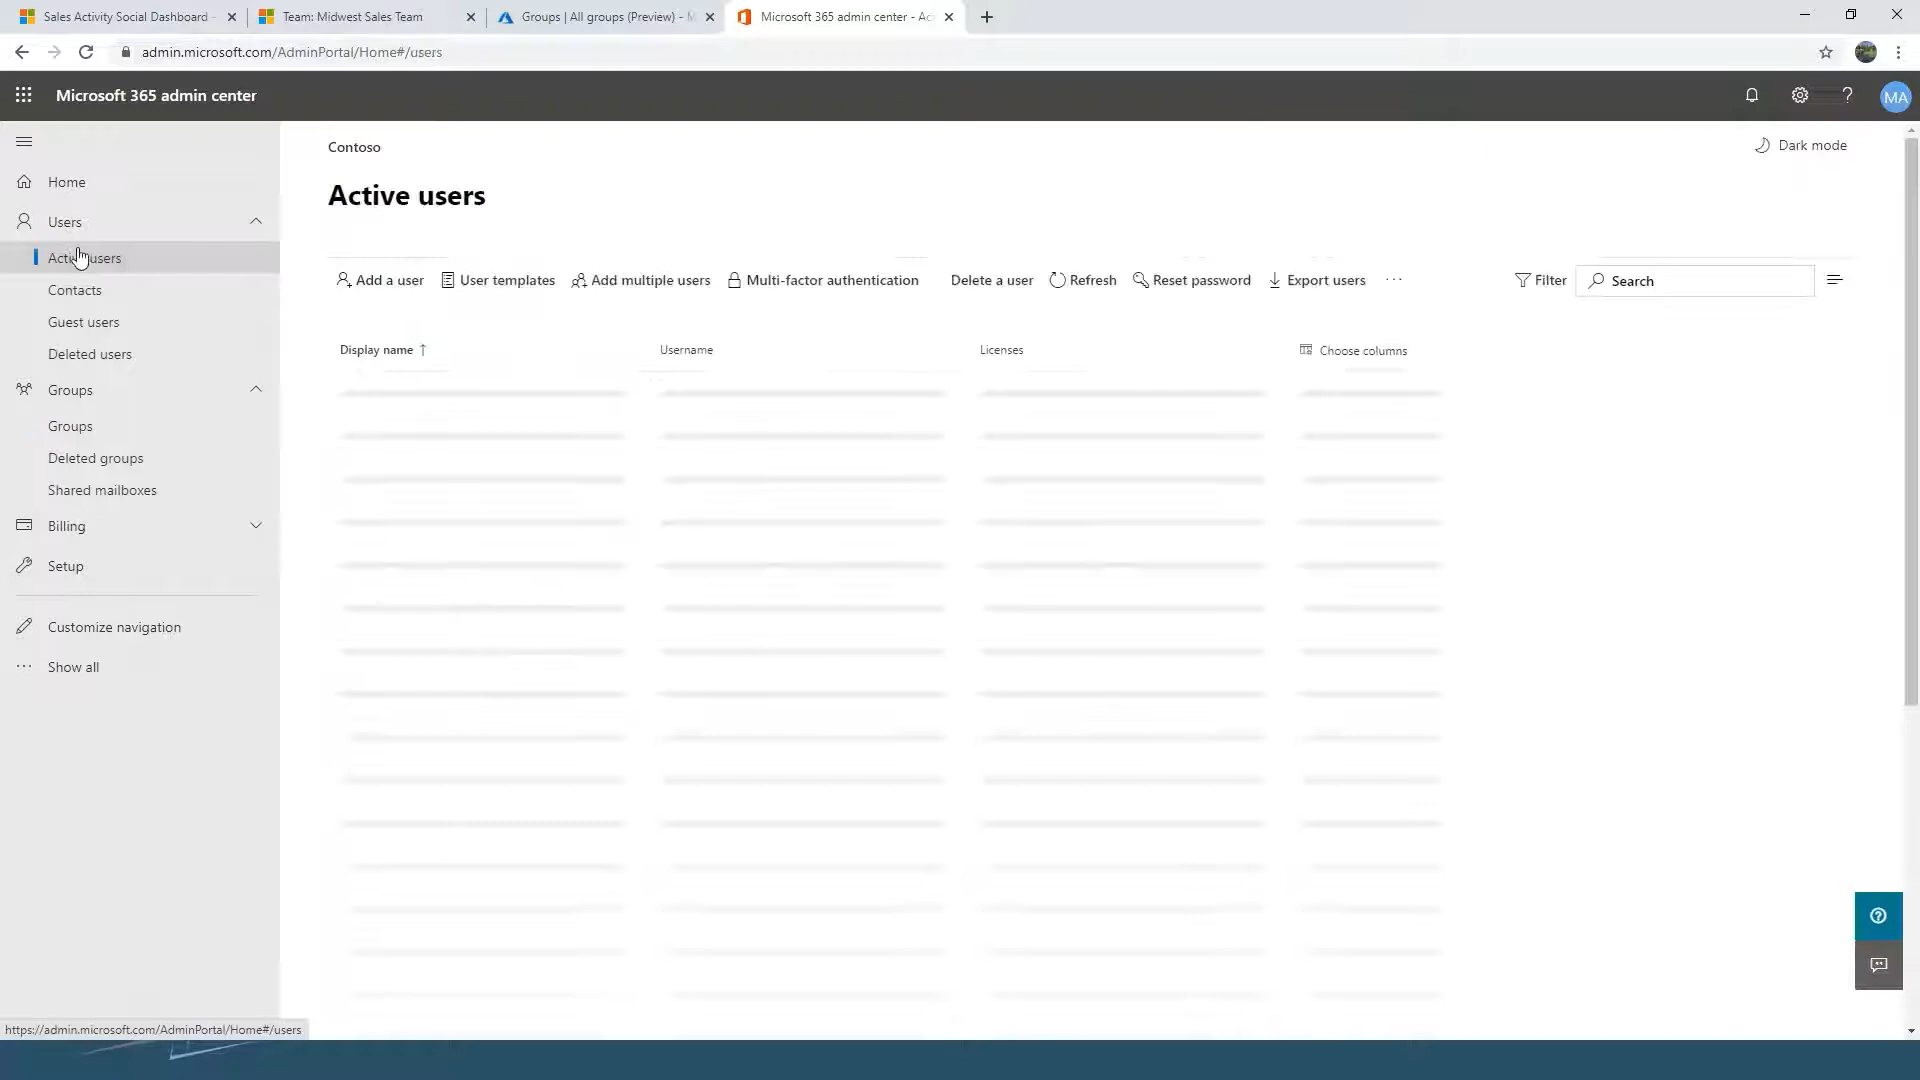 Sales Activity Social Dashboard -
Team: Midwest Sales Team
Groups | All groups (Preview) - M
Microsoft 365 admin center - Ac
admin.microsoft.com/AdminPortal/Home#/users
Microsoft 365 admin center
MA
Contoso
Dark mode
Home
Active users
Users
Active users
Add a user
User templates
Add multiple users
Multi-factor authentication
Delete a user
Refresh
Reset password
Export users
Filter
Search
Contacts
Guest users
Deleted users
Display name ↑
Username
Licenses
Choose columns
Groups
Groups
Deleted groups
Shared mailboxes
Billing
Setup
Customize navigation
Show all
https://admin.microsoft.com/AdminPortal/Home#/users